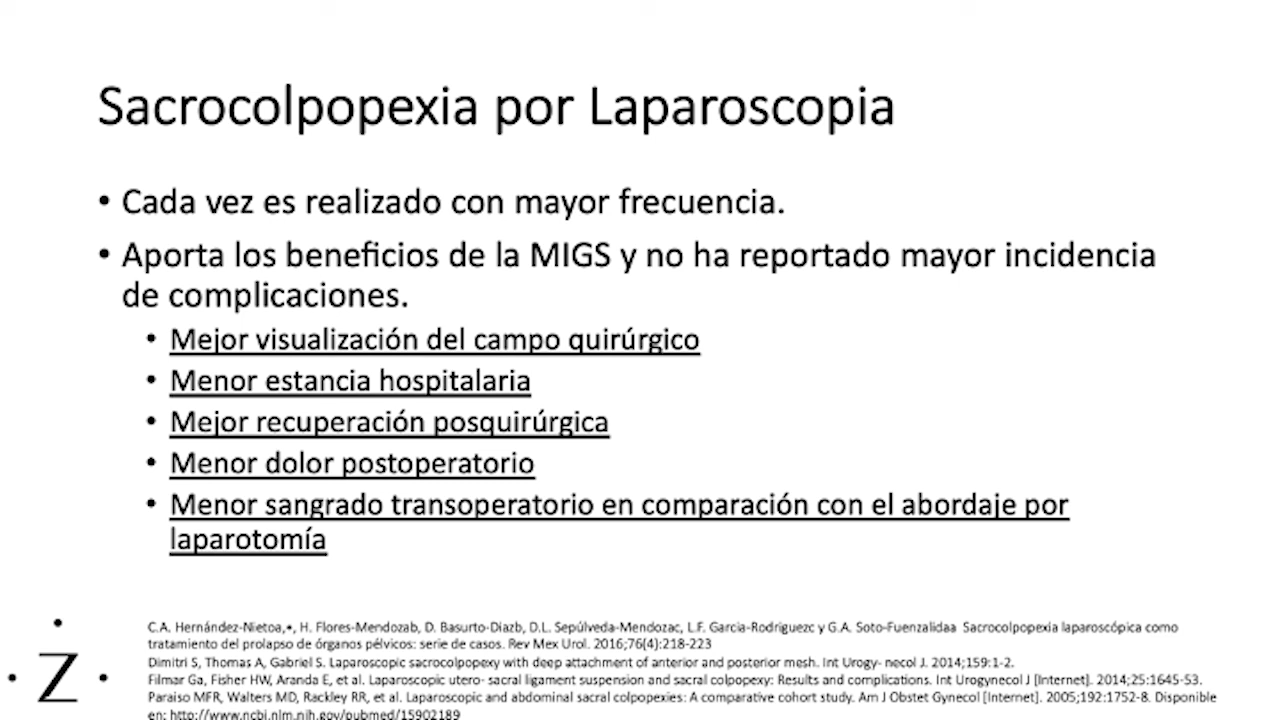 Sacrocolpopexia por Laparoscopia
• Cada vez es realizado con mayor frecuencia.
• Aporta los beneficios de la MIGS y no ha reportado mayor incidencia
de complicaciones.
• Mejor visualización del campo quirúrgico
• Menor estancia hospitalaria
• Mejor recuperación posquirúrgica
• Menor dolor postoperatorio
• Menor sangrado transoperatorio en comparación con el abordaje por
laparotomía
C.A. Hernández-Nietoa,∗, H. Flores-Mendozab, D. Basurto-Diazb, D.L. Sepúlveda-Mendozac, L.F. Garcia-Rodriguezc y G.A. Soto-Fuenzalidaa Sacrocolpopexia laparoscópica como
tratamiento del prolapso de órganos pélvicos: serie de casos. Rev Mex Urol. 2016;76(4):218-223
Dimitri S, Thomas A, Gabriel S. Laparoscopic sacrocolpopexy with deep attachment of anterior and posterior mesh. Int Urogy- necol J. 2014;159:1-2.
Filmar Ga, Fisher HW, Aranda E, et al. Laparoscopic utero- sacral ligament suspension and sacral colpopexy: Results and complications. Int Urogynecol J [Internet]. 2014;25:1645-53.
Paraiso MFR, Walters MD, Rackley RR, et al. Laparoscopic and abdominal sacral colpopexies: A comparative cohort study. Am J Obstet Gynecol [Internet]. 2005;192:1752-8. Disponible
en: http://www.ncbi.nlm.nih.gov/pubmed/15902189
Z